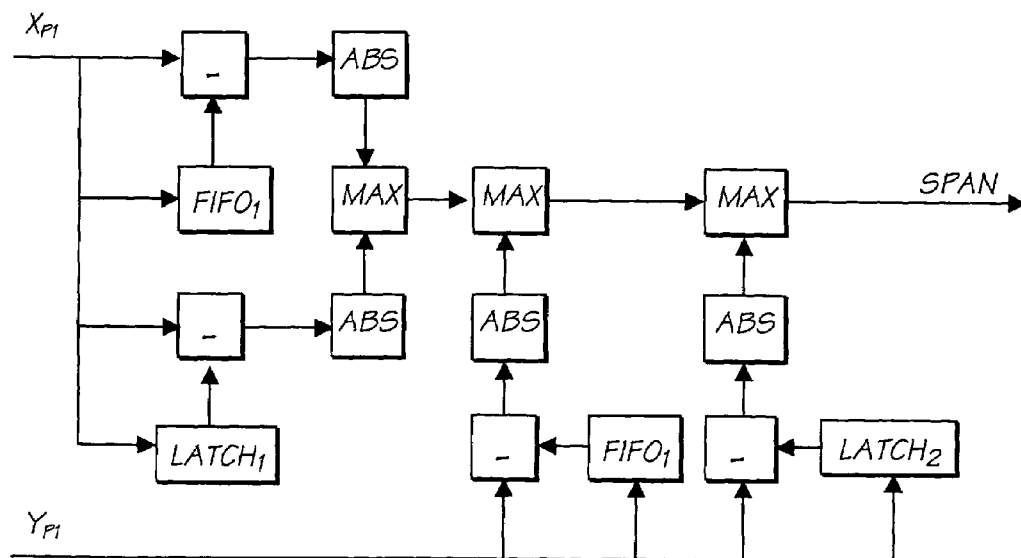 X_P1
- ABS
FIFO_1 MAX MAX MAX SPAN
- ABS ABS ABS
LATCH_1 - FIFO_1 - LATCH_2
Y_P1